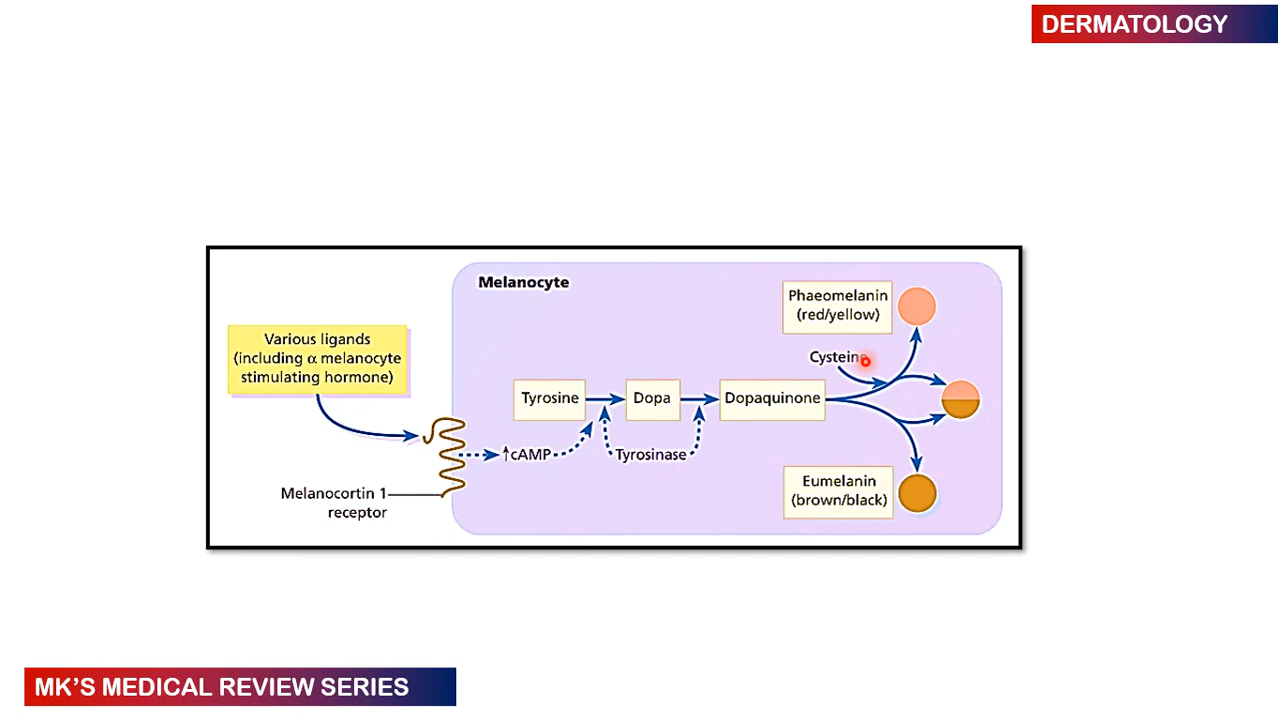 DERMATOLOGY
Melanocyte
Various ligands
(including α melanocyte
stimulating hormone)
Melanocortin 1
receptor
↑cAMP
Tyrosine
Dopa
Dopaquinone
Tyrosinase
Cysteine
Phaeomelanin
(red/yellow)
Eumelanin
(brown/black)
MK'S MEDICAL REVIEW SERIES